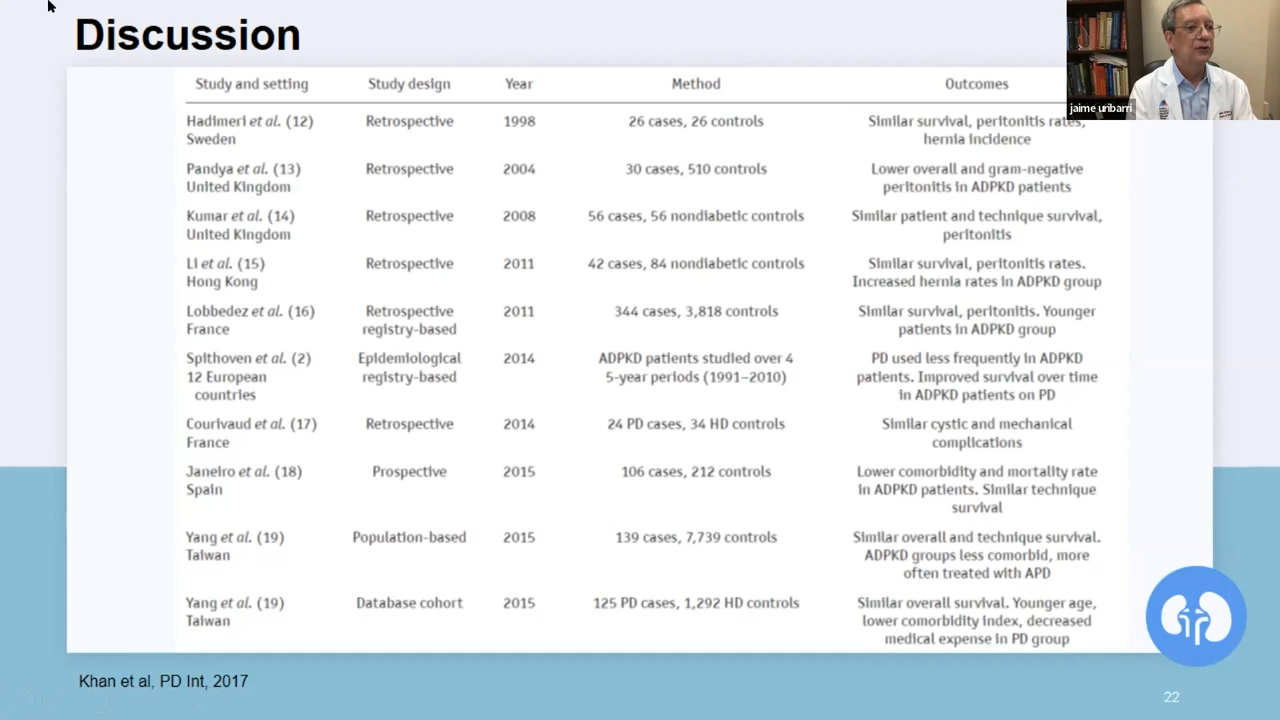 Discussion
jaime uribarri
Study and setting Study design Year Method Outcomes
Hadimeri et al. (12) Retrospective 1998 26 cases, 26 controls Similar survival, peritonitis rates,
Sweden hernia incidence
Pandya et al. (13) Retrospective 2004 30 cases, 510 controls Lower overall and gram-negative
United Kingdom peritonitis in ADPKD patients
Kumar et al. (14) Retrospective 2008 56 cases, 56 nondiabetic controls Similar patient and technique survival,
United Kingdom peritonitis
Li et al. (15) Retrospective 2011 42 cases, 84 nondiabetic controls Similar survival, peritonitis rates.
Hong Kong Increased hernia rates in ADPKD group
Lobbedez et al. (16) Retrospective 2011 344 cases, 3,818 controls Similar survival, peritonitis. Younger
France registry-based patients in ADPKD group
Spithoven et al. (2) Epidemiological 2014 ADPKD patients studied over 4 PD used less frequently in ADPKD
12 European registry-based 5-year periods (1991–2010) patients. Improved survival over time
countries in ADPKD patients on PD
Courivaud et al. (17) Retrospective 2014 24 PD cases, 34 HD controls Similar cystic and mechanical
France complications
Janeiro et al. (18) Prospective 2015 106 cases, 212 controls Lower comorbidity and mortality rate
Spain in ADPKD patients. Similar technique
survival
Yang et al. (19) Population-based 2015 139 cases, 7,739 controls Similar overall and technique survival.
Taiwan ADPKD groups less comorbid, more
often treated with APD
Yang et al. (19) Database cohort 2015 125 PD cases, 1,292 HD controls Similar overall survival. Younger age,
Taiwan lower comorbidity index, decreased
medical expense in PD group
Khan et al, PD Int, 2017
22